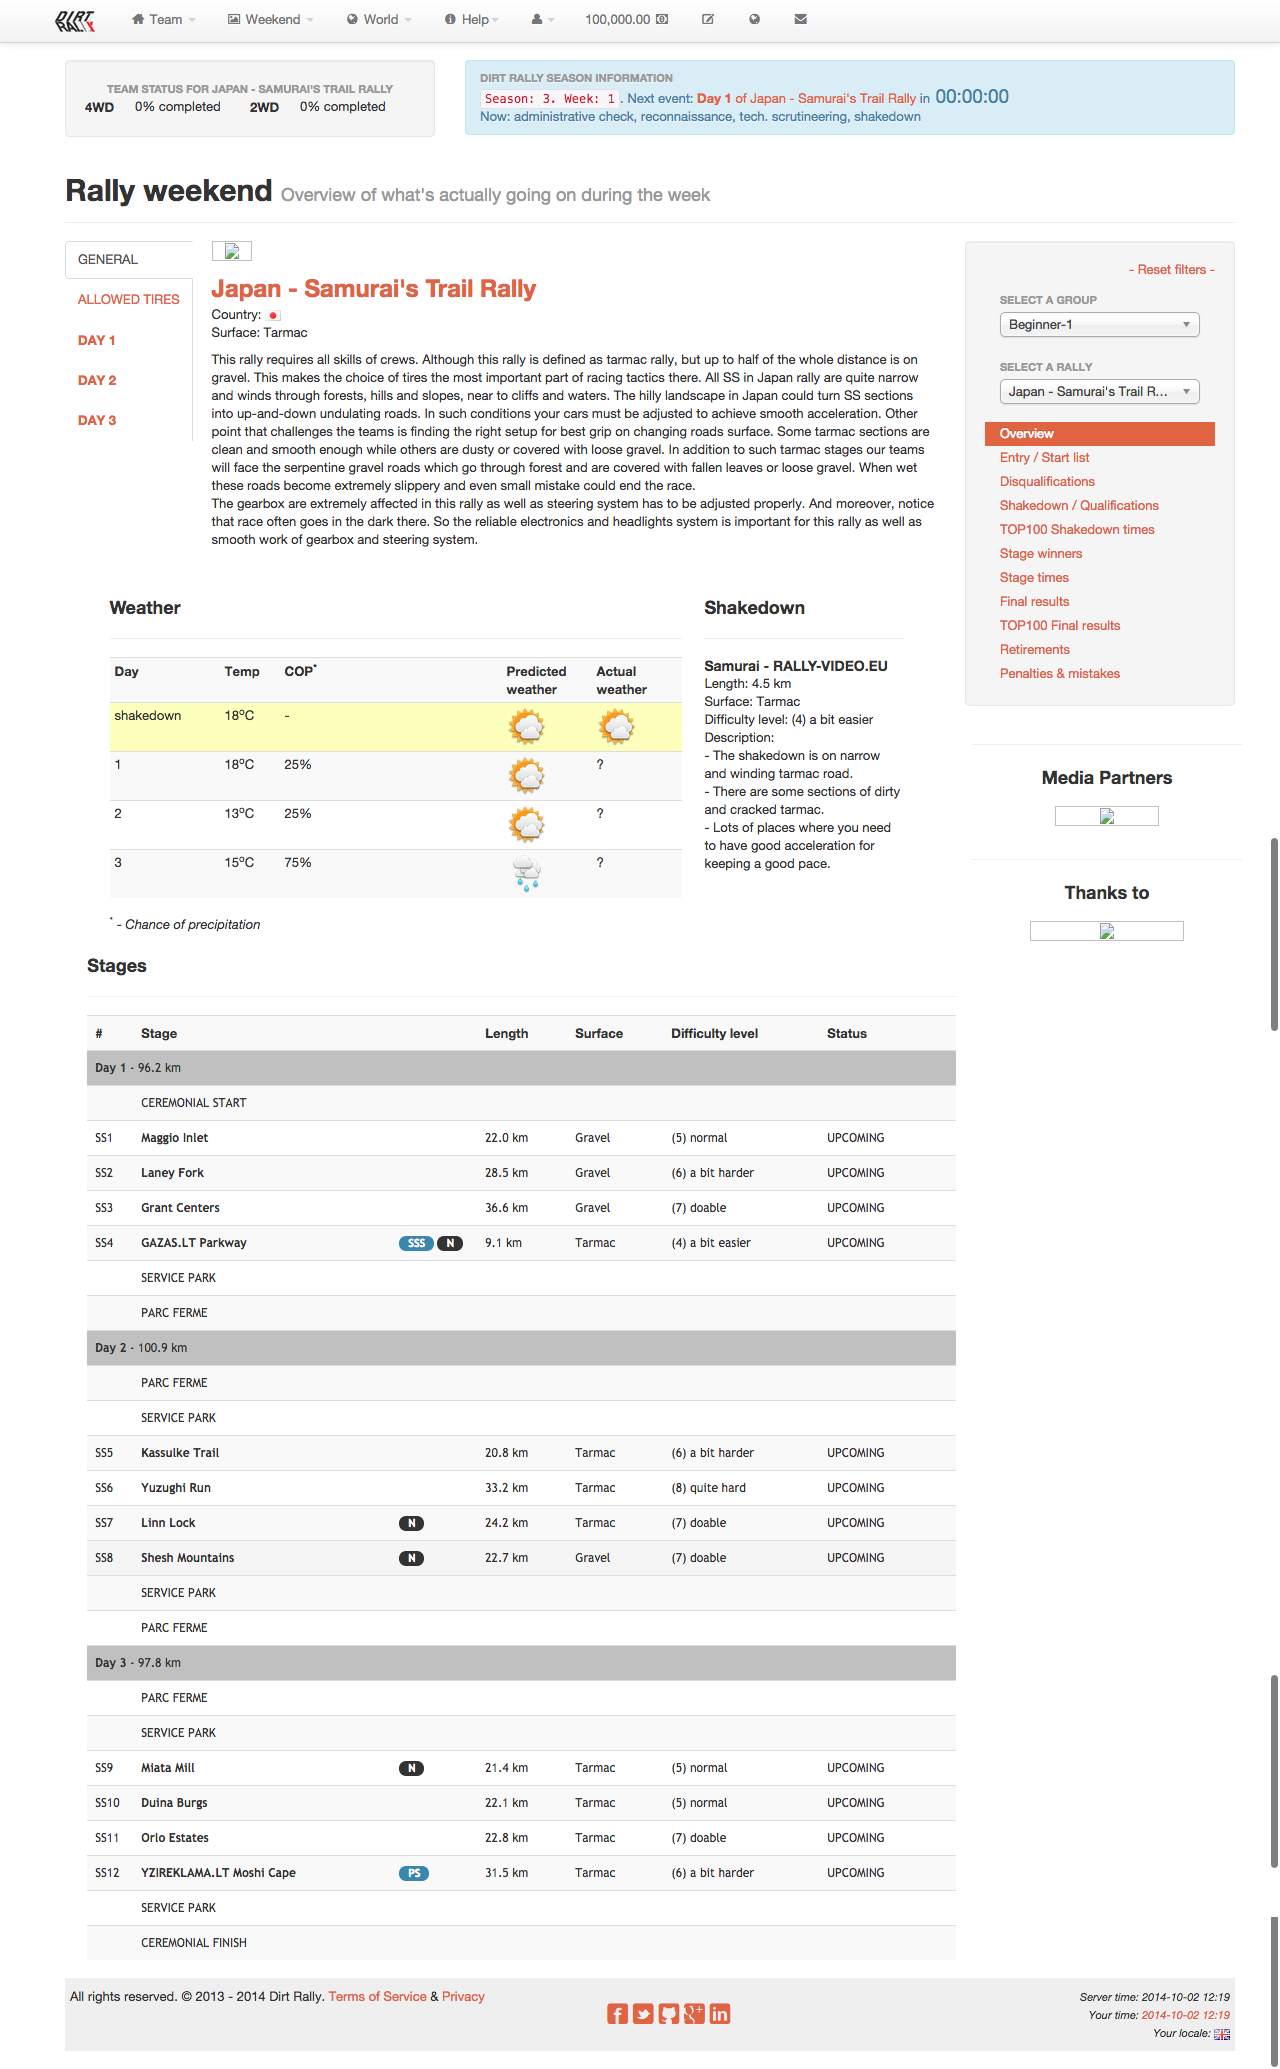 DIRT RALLY
Team Weekend World Help 100,000.00
TEAM STATUS FOR JAPAN - SAMURAI'S TRAIL RALLY
4WD 0% completed 2WD 0% completed
DIRT RALLY SEASON INFORMATION
Season: 3. Week: 1. Next event: Day 1 of Japan - Samurai's Trail Rally in 00:00:00
Now: administrative check, reconnaissance, tech. scrutineering, shakedown
Rally weekend Overview of what's actually going on during the week
GENERAL
ALLOWED TIRES
DAY 1
DAY 2
DAY 3
Japan - Samurai's Trail Rally
Country:
Surface: Tarmac
This rally requires all skills of crews. Although this rally is defined as tarmac rally, but up to half of the whole distance is on
gravel. This makes the choice of tires the most important part of racing tactics there. All SS in Japan rally are quite narrow
and winds through forests, hills and slopes, near to cliffs and waters. The hilly landscape in Japan could turn SS sections
into up-and-down undulating roads. In such conditions your cars must be adjusted to achieve smooth acceleration. Other
point that challenges the teams is finding the right setup for best grip on changing roads surface. Some tarmac sections are
clean and smooth enough while others are dusty or covered with loose gravel. In addition to such tarmac stages our teams
will face the serpentine gravel roads which go through forest and are covered with fallen leaves or loose gravel. When wet
these roads become extremely slippery and even small mistake could end the race.
The gearbox are extremely affected in this rally as well as steering system has to be adjusted properly. And moreover, notice
that race often goes in the dark there. So the reliable electronics and headlights system is important for this rally as well as
smooth work of gearbox and steering system.
- Reset filters -
SELECT A GROUP
Beginner-1
SELECT A RALLY
Japan - Samurai's Trail R...
Overview
Entry / Start list
Disqualifications
Shakedown / Qualifications
TOP100 Shakedown times
Stage winners
Stage times
Final results
TOP100 Final results
Retirements
Penalties & mistakes
Media Partners
Thanks to
Weather
Day Temp COP* Predicted weather Actual weather
shakedown 18°C -
1 18°C 25% ?
2 13°C 25% ?
3 15°C 75% ?
* - Chance of precipitation
Shakedown
Samurai - RALLY-VIDEO.EU
Length: 4.5 km
Surface: Tarmac
Difficulty level: (4) a bit easier
Description:
- The shakedown is on narrow
and winding tarmac road.
- There are some sections of dirty
and cracked tarmac.
- Lots of places where you need
to have good acceleration for
keeping a good pace.
Stages
# Stage Length Surface Difficulty level Status
Day 1 - 96.2 km
CEREMONIAL START
SS1 Maggio Inlet 22.0 km Gravel (5) normal UPCOMING
SS2 Laney Fork 28.5 km Gravel (6) a bit harder UPCOMING
SS3 Grant Centers 36.6 km Gravel (7) doable UPCOMING
SS4 GAZAS.LT Parkway SSS N 9.1 km Tarmac (4) a bit easier UPCOMING
SERVICE PARK
PARC FERME
Day 2 - 100.9 km
PARC FERME
SERVICE PARK
SS5 Kassulke Trail 20.8 km Tarmac (6) a bit harder UPCOMING
SS6 Yuzughi Run 33.2 km Tarmac (8) quite hard UPCOMING
SS7 Linn Lock N 24.2 km Tarmac (7) doable UPCOMING
SS8 Shesh Mountains N 22.7 km Gravel (7) doable UPCOMING
SERVICE PARK
PARC FERME
Day 3 - 97.8 km
PARC FERME
SERVICE PARK
SS9 Miata Mill N 21.4 km Tarmac (5) normal UPCOMING
SS10 Duina Burgs 22.1 km Tarmac (5) normal UPCOMING
SS11 Orlo Estates 22.8 km Tarmac (7) doable UPCOMING
SS12 YZIREKLAMA.LT Moshi Cape PS 31.5 km Tarmac (6) a bit harder UPCOMING
SERVICE PARK
CEREMONIAL FINISH
All rights reserved. © 2013 - 2014 Dirt Rally. Terms of Service & Privacy
Server time: 2014-10-02 12:19
Your time: 2014-10-02 12:19
Your locale: